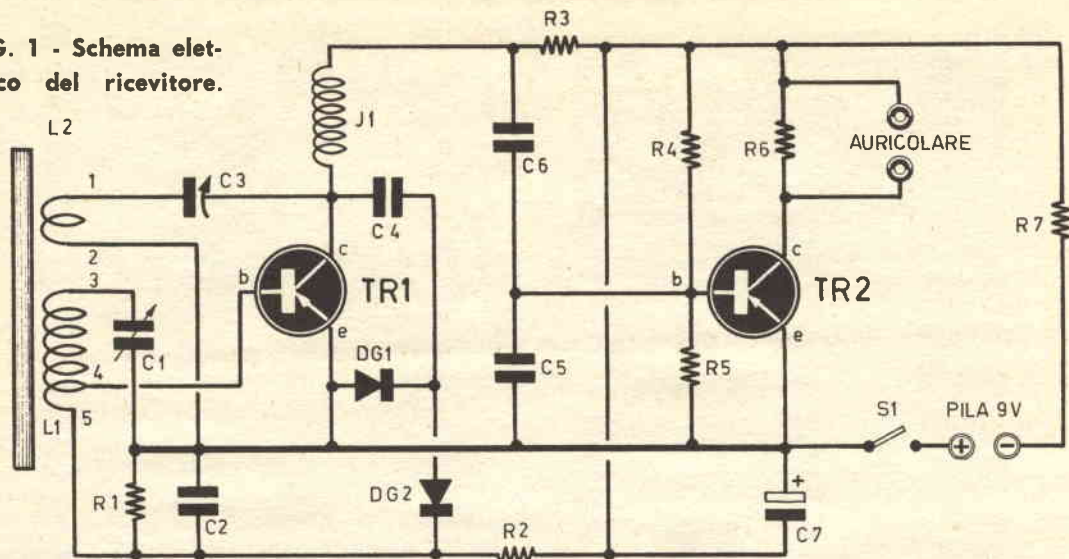 G. 1 - Schema elet-
co del ricevitore.
L2
1
2
3
4
5
L1
C3
C1
R1
C2
J1
C4
b
c
e
TR1
DG1
DG2
R2
R3
C6
C5
R4
R5
b
c
e
TR2
R6
AURICOLARE
R7
S1
PILA 9V
+
−
+
C7